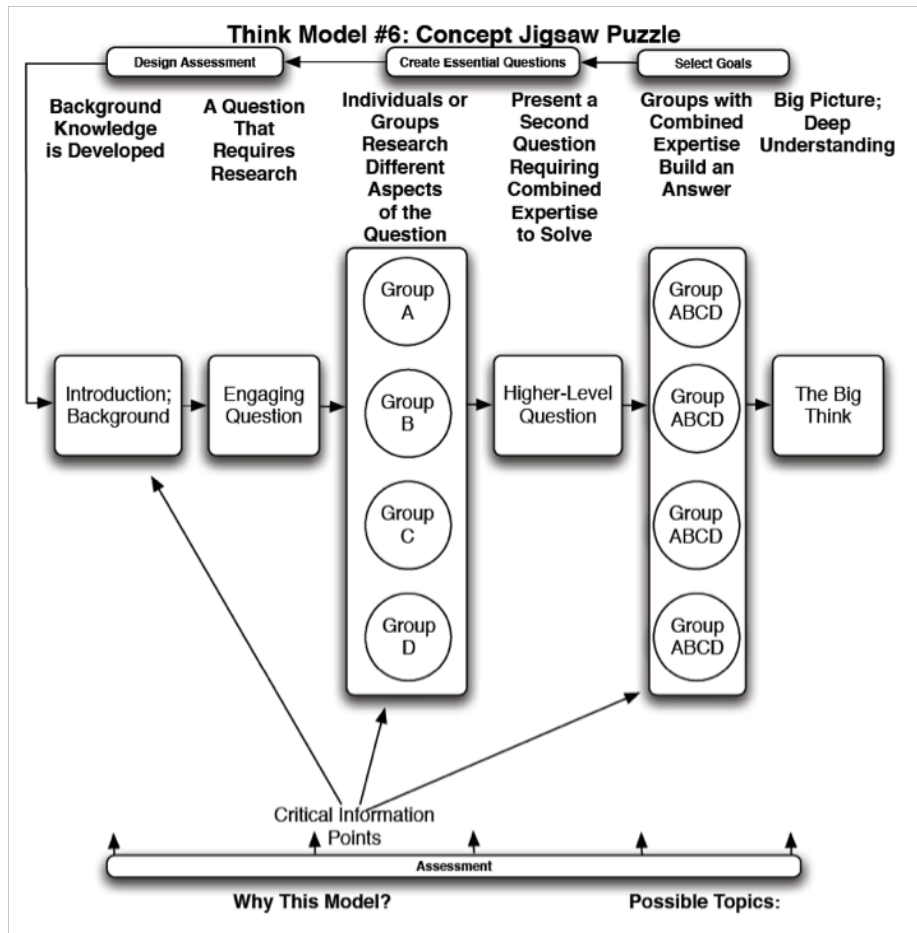 Think Model #6: Concept Jigsaw Puzzle
Design Assessment
Create Essential Questions
Select Goals
Background
Knowledge
is Developed
A Question
That
Requires
Research
Individuals or
Groups
Research
Different
Aspects
of the
Question
Present a
Second
Question
Requiring
Combined
Expertise
to Solve
Groups with
Combined
Expertise
Build an
Answer
Big Picture;
Deep
Understanding
Introduction;
Background
Engaging
Question
Group
A
Group
B
Group
C
Group
D
Higher-Level
Question
Group
ABCD
Group
ABCD
Group
ABCD
Group
ABCD
The Big
Think
Critical Information
Points
Assessment
Why This Model?
Possible Topics: